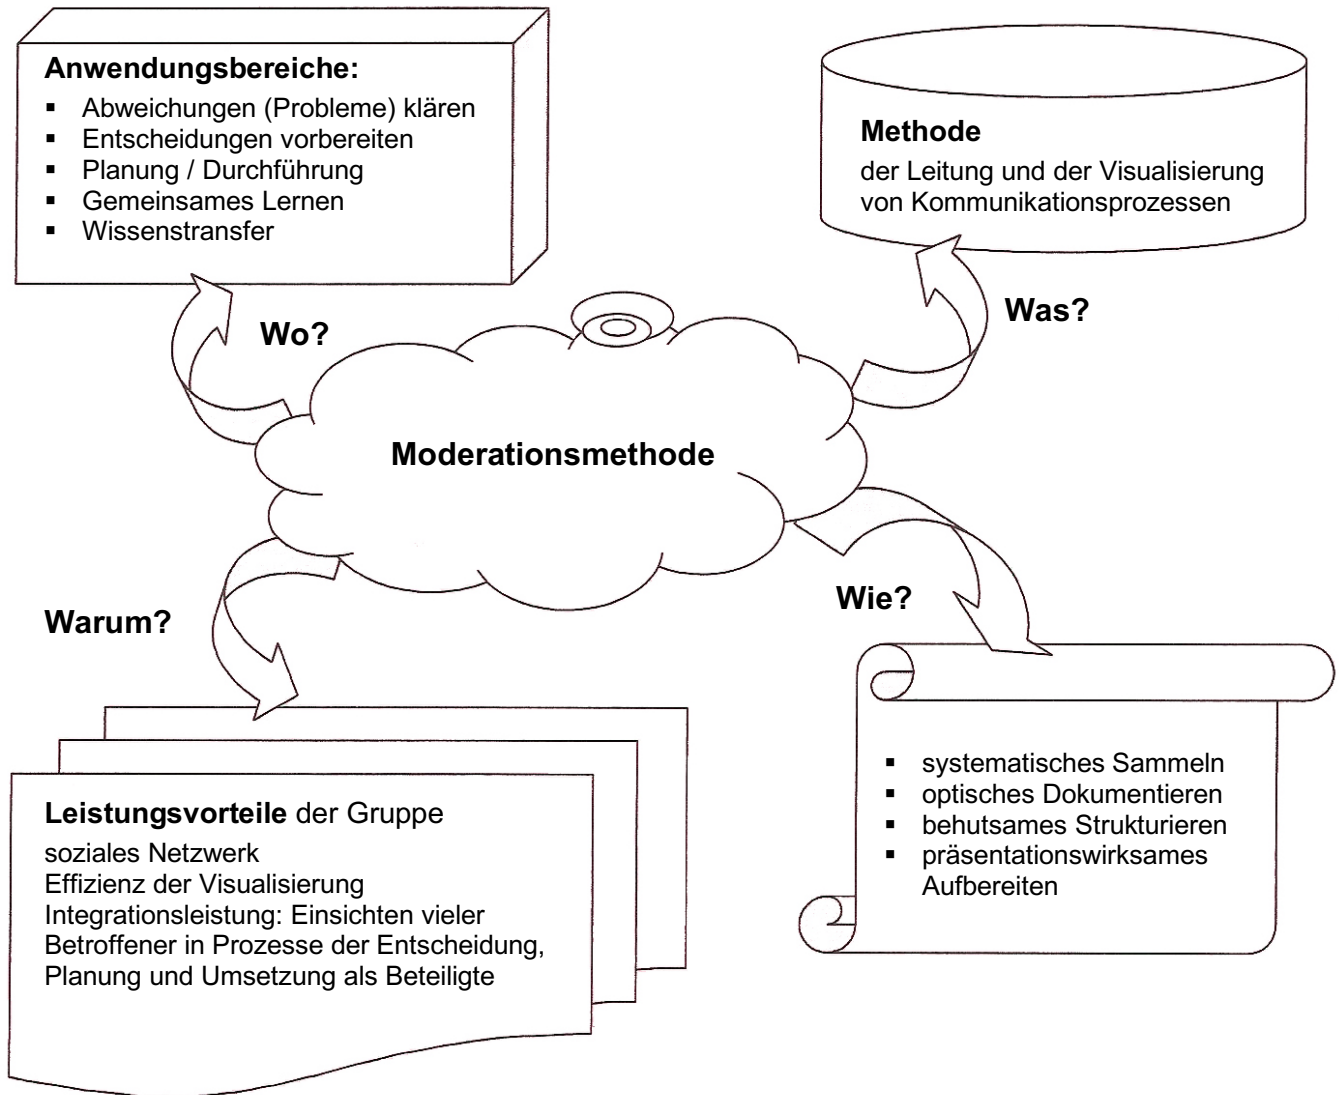 Anwendungsbereiche:
▪ Abweichungen (Probleme) klären
▪ Entscheidungen vorbereiten
▪ Planung / Durchführung
▪ Gemeinsames Lernen
▪ Wissenstransfer
Methode
der Leitung und der Visualisierung
von Kommunikationsprozessen
Wo?
Was?
Moderationsmethode
Warum?
Wie?
Leistungsvorteile der Gruppe
soziales Netzwerk
Effizienz der Visualisierung
Integrationsleistung: Einsichten vieler
Betroffener in Prozesse der Entscheidung,
Planung und Umsetzung als Beteiligte
▪ systematisches Sammeln
▪ optisches Dokumentieren
▪ behutsames Strukturieren
▪ präsentationswirksames
Aufbereiten